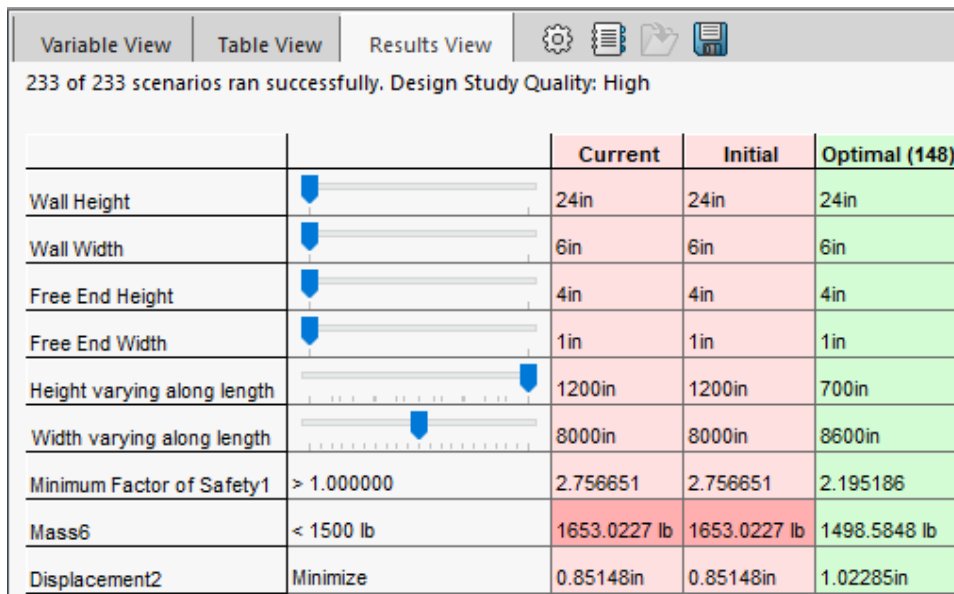 Variable View Table View Results View
233 of 233 scenarios ran successfully. Design Study Quality: High
Current Initial Optimal (148)
Wall Height 24in 24in 24in
Wall Width 6in 6in 6in
Free End Height 4in 4in 4in
Free End Width 1in 1in 1in
Height varying along length 1200in 1200in 700in
Width varying along length 8000in 8000in 8600in
Minimum Factor of Safety1 > 1.000000 2.756651 2.756651 2.195186
Mass6 < 1500 lb 1653.0227 lb 1653.0227 lb 1498.5848 lb
Displacement2 Minimize 0.85148in 0.85148in 1.02285in